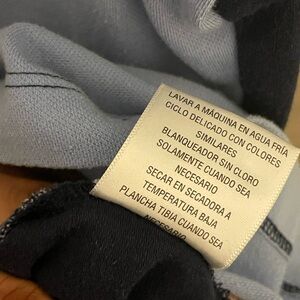 LAVAR A MÁQUINA EN AGUA FRÍA
CICLO DELICADO CON COLORES
SIMILARES
BLANQUEADOR SIN CLORO
SOLAMENTE CUANDO SEA
NECESARIO
SECAR EN SECADORA A
TEMPERATURA BAJA
PLANCHA TIBIA CUANDO SEA
NECESARIO